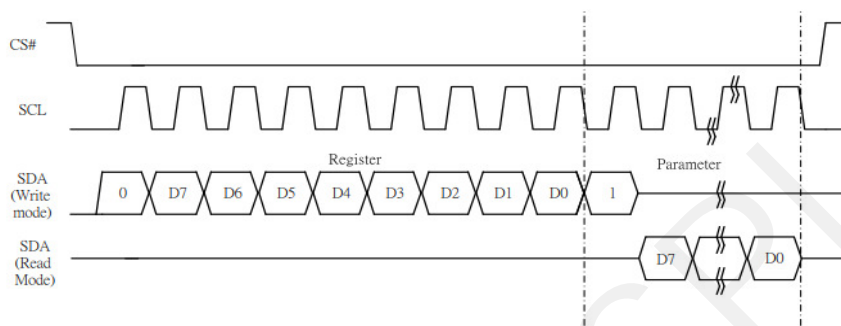 CS#
SCL
Register
Parameter
SDA
(Write
mode)
0 D7 D6 D5 D4 D3 D2 D1 D0 1
SDA
(Read
Mode)
D7 D0